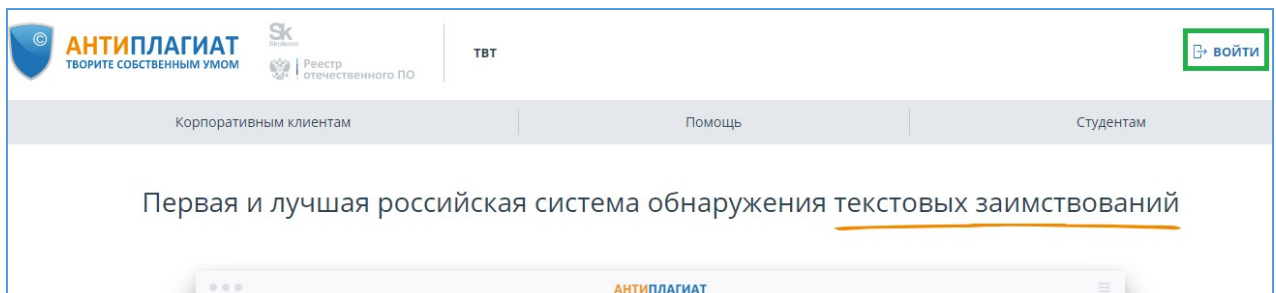 ©
АНТИПЛАГИАТ
ТВОРИТЕ СОБСТВЕННЫМ УМОМ
Sk
Skolkovo
Реестр
отечественного ПО
ТВТ
ВОЙТИ
Корпоративным клиентам
Помощь
Студентам
Первая и лучшая российская система обнаружения текстовых заимствований
АНТИПЛАГИАТ